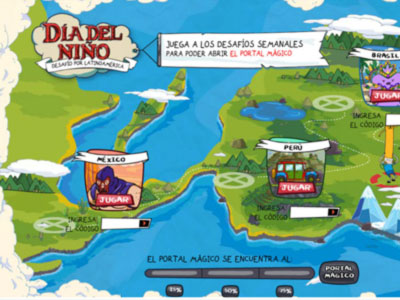 DÍA DEL
NIÑO
DESAFÍO POR LATINOAMÉRICA
JUEGA A LOS DESAFÍOS SEMANALES
PARA PODER ABRIR EL PORTAL MÁGICO
BRASIL
JUGAR
INGRESA
EL CÓDIGO
PERÚ
JUGAR
MÉXICO
JUGAR
INGRESA
EL CÓDIGO
INGRESA
EL CÓDIGO
EL PORTAL MÁGICO SE ENCUENTRA AL
PORTAL
MÁGICO